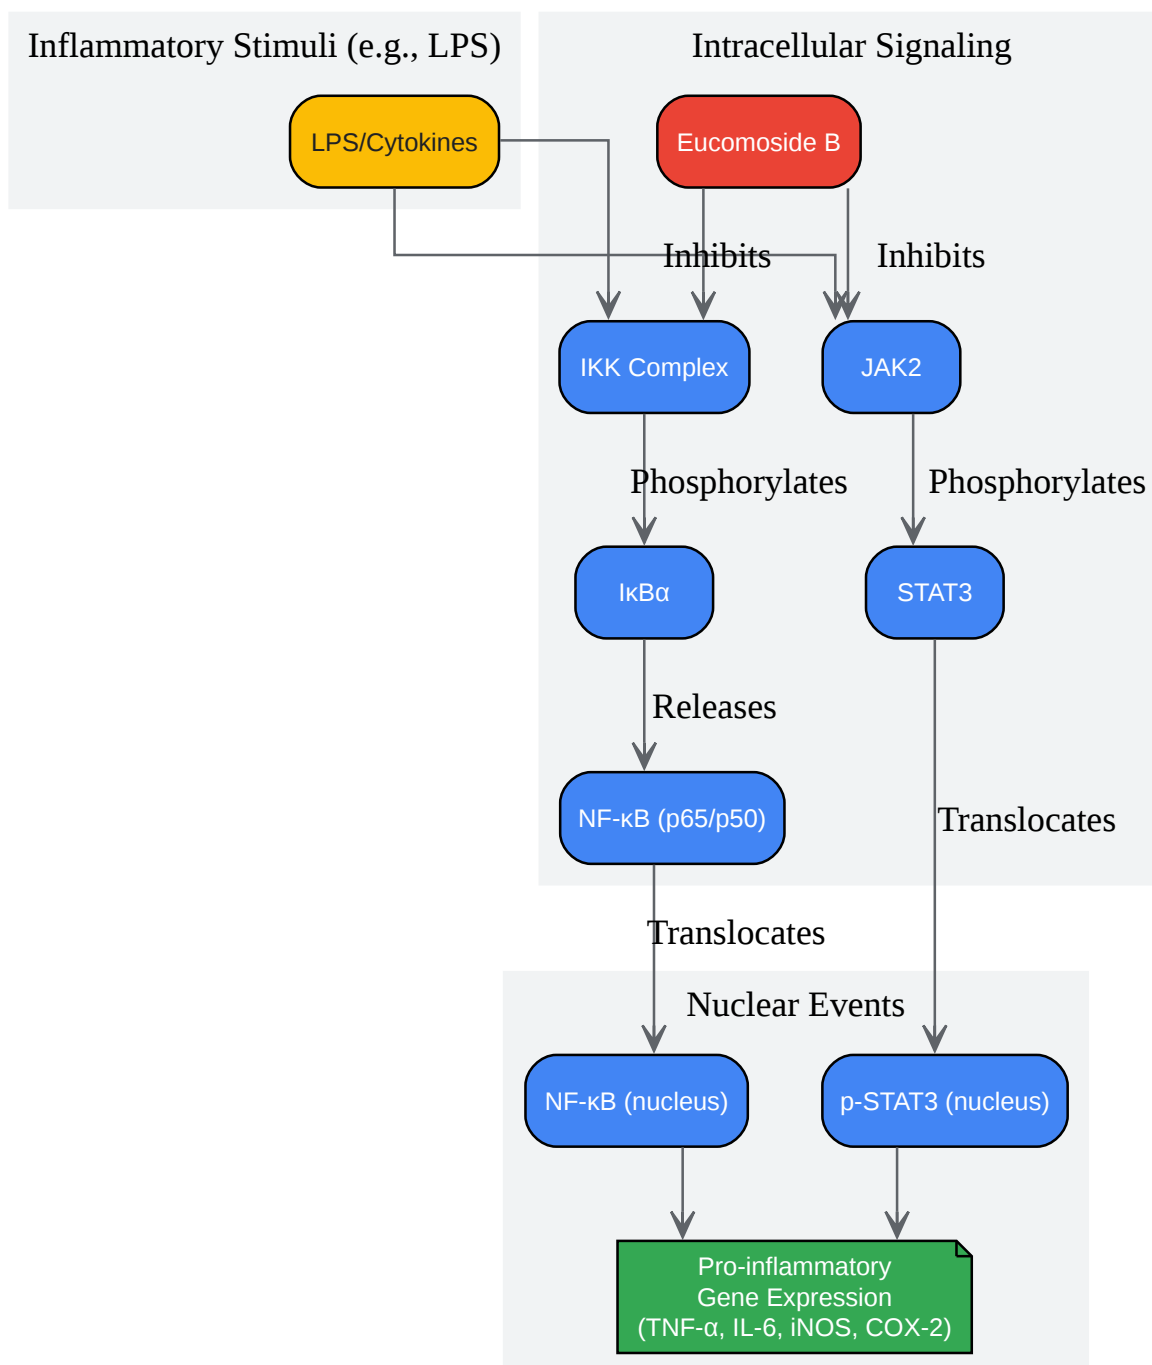 Inflammatory Stimuli (e.g., LPS)
Intracellular Signaling
LPS/Cytokines
Eucomoside B
Inhibits
Inhibits
IKK Complex
JAK2
Phosphorylates
Phosphorylates
IκBα
STAT3
Releases
NF-κB (p65/p50)
Translocates
Translocates
Nuclear Events
NF-κB (nucleus)
p-STAT3 (nucleus)
Pro-inflammatory
Gene Expression
(TNF-α, IL-6, iNOS, COX-2)